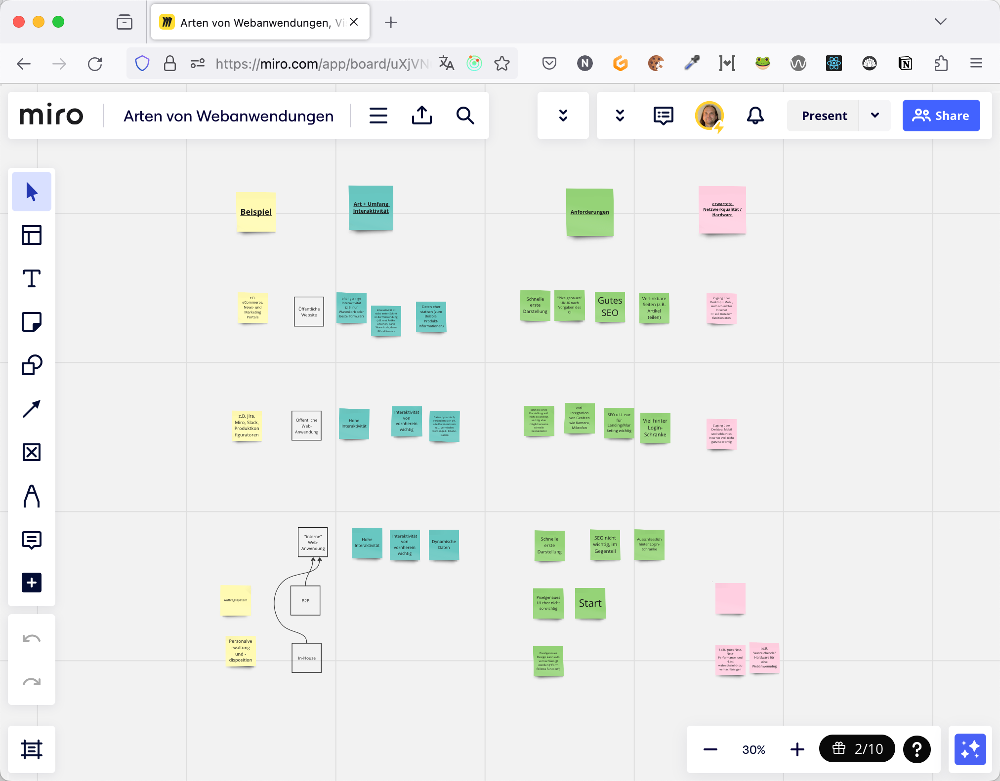 Arten von Webanwendungen, Vi
https://miro.com/app/board/uXjVN
miro
Arten von Webanwendungen
Present
Share
Beispiel
Art + Umfang
Interaktivität
Anforderungen
erwartete
Netzwerkqualität /
Hardware
z.B.
eCommerce,
News- und
Marketing
Portale
Öffentliche
Website
eher geringe
Interaktivität
(z.B. nur
Warenkorb oder
Bestellformular)
Interaktivität ist
nicht erster Schritt
in der Verwendung
(z.B. erst Artikel
ansehen, dann
Warenkorb, dann
BEstellforular)
Daten eher
statisch (zum
Beispiel
Produkt-
Informationen)
Schnelle
erste
Darstellung
"Pixelgenaues"
UI/UX nach
Vorgaben des
CI
Gutes
SEO
Verlinkbare
Seiten (z.B.
Artikel
teilen)
Zugang über
Desktop + Mobil,
auch schlechtes
Internet
=> soll trotzdem
funktionieren
z.B. Jira,
Miro, Slack,
Produktkon
figuratoren
Öffentliche
Web-
Anwendung
Hohe
Interaktivität
Interaktivität
von
vornherein
wichtig
Daten dynamisch,
verändern sich oft,
alte Daten müssen
u.U. vermieden
werden (z.B. Finanz-
Daten)
schnelle erste
Darstellung evtl.
nicht so wichtig,
wichtig aber
möglicherweise
schnelle
Interaktivität
evtl.
Integration
von Geräten
wie Kamera,
Mikrofon
SEO u.U. nur
für
Landing/Mar
keting wichtig
Viel hinter
Login-
Schranke
Zugang über
Desktop, Mobil
und schlechtes
Internet evtl, nicht
ganz so wichtig
"interne"
Web-
Anwendung
Hohe
Interaktivität
Interaktivität
von
vornherein
wichtig
Dynamische
Daten
Schnelle
erste
Darstellung
SEO nicht
wichtig, im
Gegenteil
Ausschliesslich
hinter Login-
Schranke
Auftragssystem
B2B
Pixelgenaues
UI eher nicht
so wichtig
Start
Personalve
rwaltung
und -
disposition
In-House
Pixelgenaues
Design kann evtl.
vernachlässigt
werden ("Form
follows function")
i.d.R. gutes Netz,
Netz-
Performance und
-Last
wahrscheinlich zu
vernachlässigen
i.d.R.
"ausreichende"
Hardware für
eine
Webanwenudng
30%
2/10